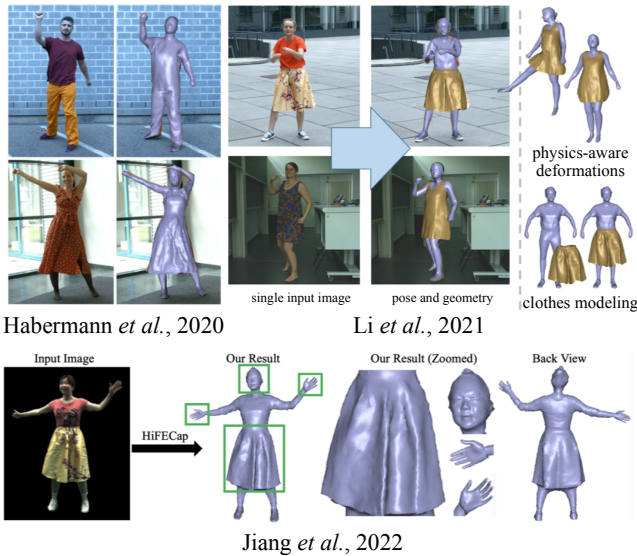 physics-aware
deformations
single input image
pose and geometry
clothes modeling
Habermann et al., 2020
Li et al., 2021
Input Image
Our Result
Our Result (Zoomed)
Back View
HiFECap
Jiang et al., 2022